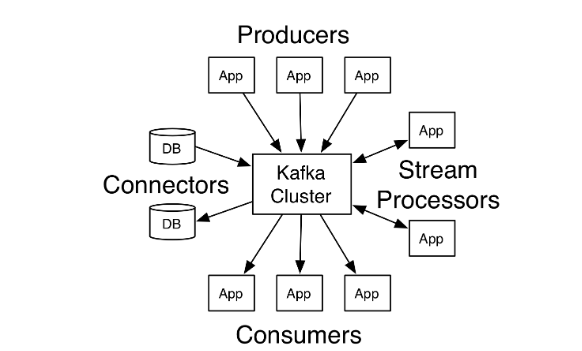 Producers
App
App
App
DB
App
Connectors
Kafka
Cluster
Stream
Processors
DB
App
App
App
App
Consumers